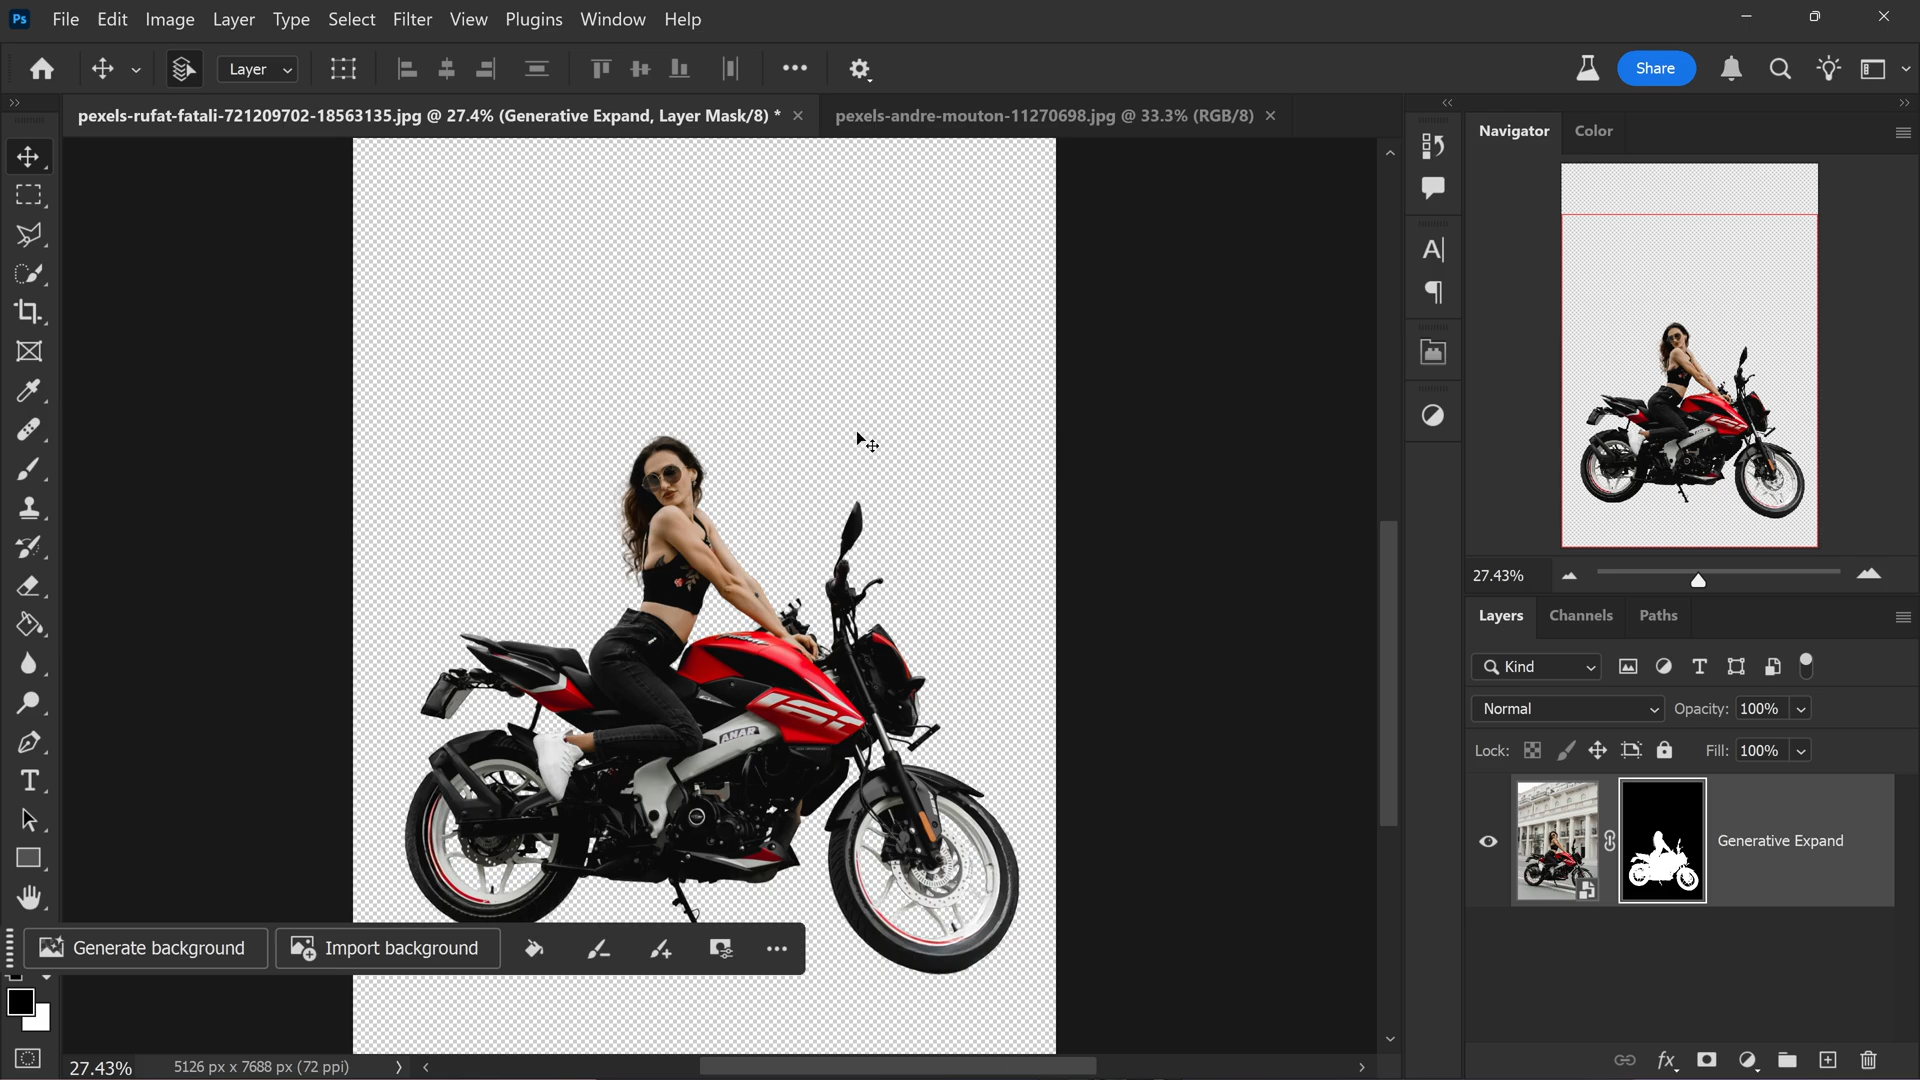 Ps File Edit Image Layer Type Select Filter View Plugins Window Help
Layer
Share
pexels-rufat-fatali-721209702-18563135.jpg @ 27.4% (Generative Expand, Layer Mask/8) *
pexels-andre-mouton-11270698.jpg @ 33.3% (RGB/8)
Navigator Color
27.43%
Layers Channels Paths
Kind
Normal Opacity: 100%
Lock: Fill: 100%
Generative Expand
ANAR
Generate background Import background
27.43% 5126 px x 7688 px (72 ppi)